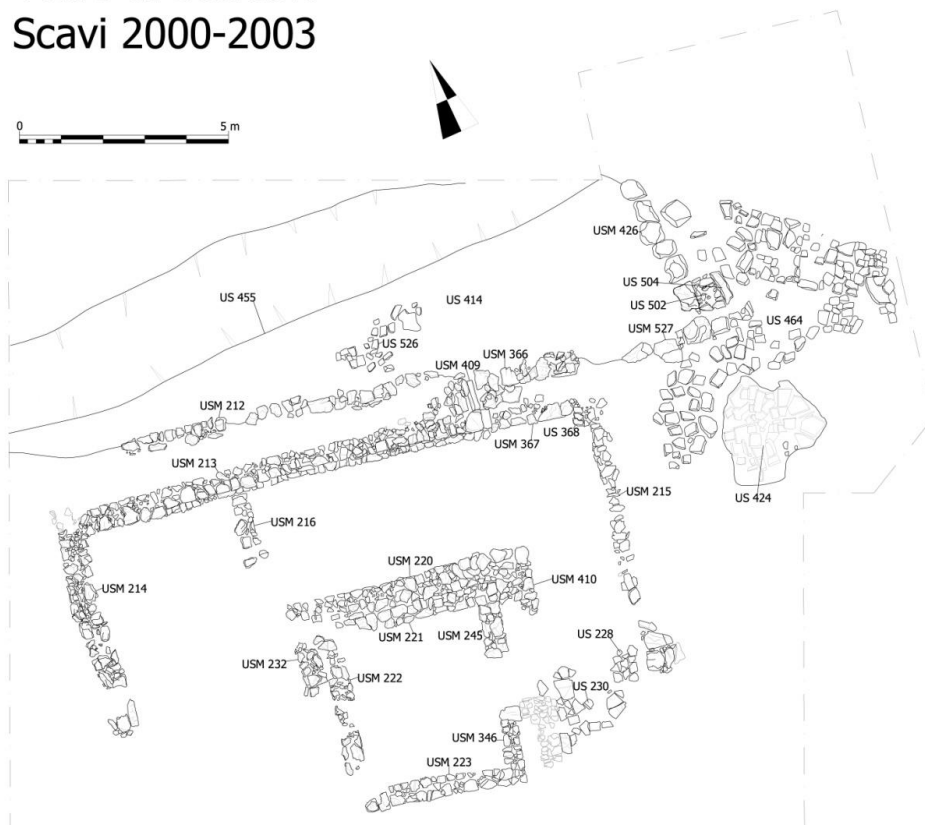 Scavi 2000-2003
0 5 m
USM 426
US 504
US 502
USM 527
US 464
US 455
US 414
US 526
USM 366
USM 409
USM 212
USM 367
US 368
USM 213
USM 215
US 424
USM 216
USM 214
USM 220
USM 410
USM 221
USM 245
US 228
USM 232
USM 222
US 230
USM 346
USM 223